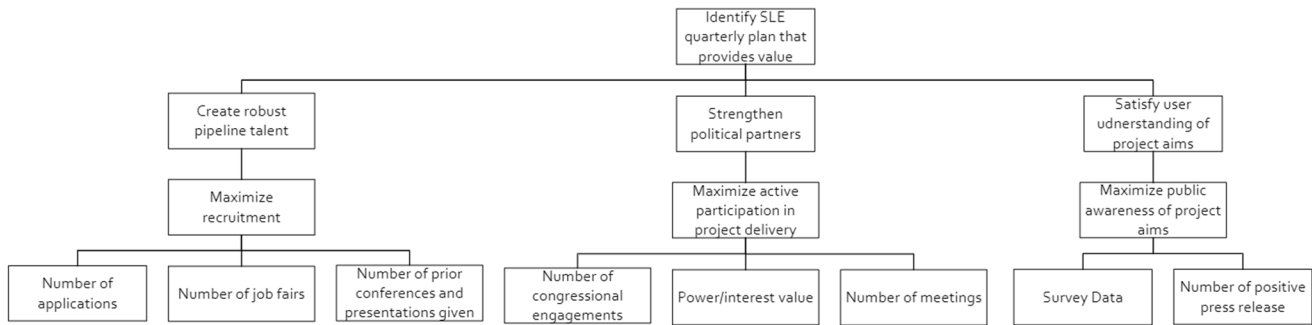 Identify SLE
quarterly plan that
provides value
Create robust
pipeline talent
Strengthen
political partners
Satisfy user
udnerstanding of
project aims
Maximize
recruitment
Maximize active
participation in
project delivery
Maximize public
awareness of project
aims
Number of
applications
Number of job fairs
Number of prior
conferences and
presentations given
Number of
congressional
engagements
Power/interest value
Number of meetings
Survey Data
Number of positive
press release